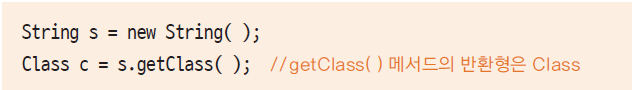 String s = new String( );
Class c = s.getClass( );  //getClass( ) 메서드의 반환형은 Class